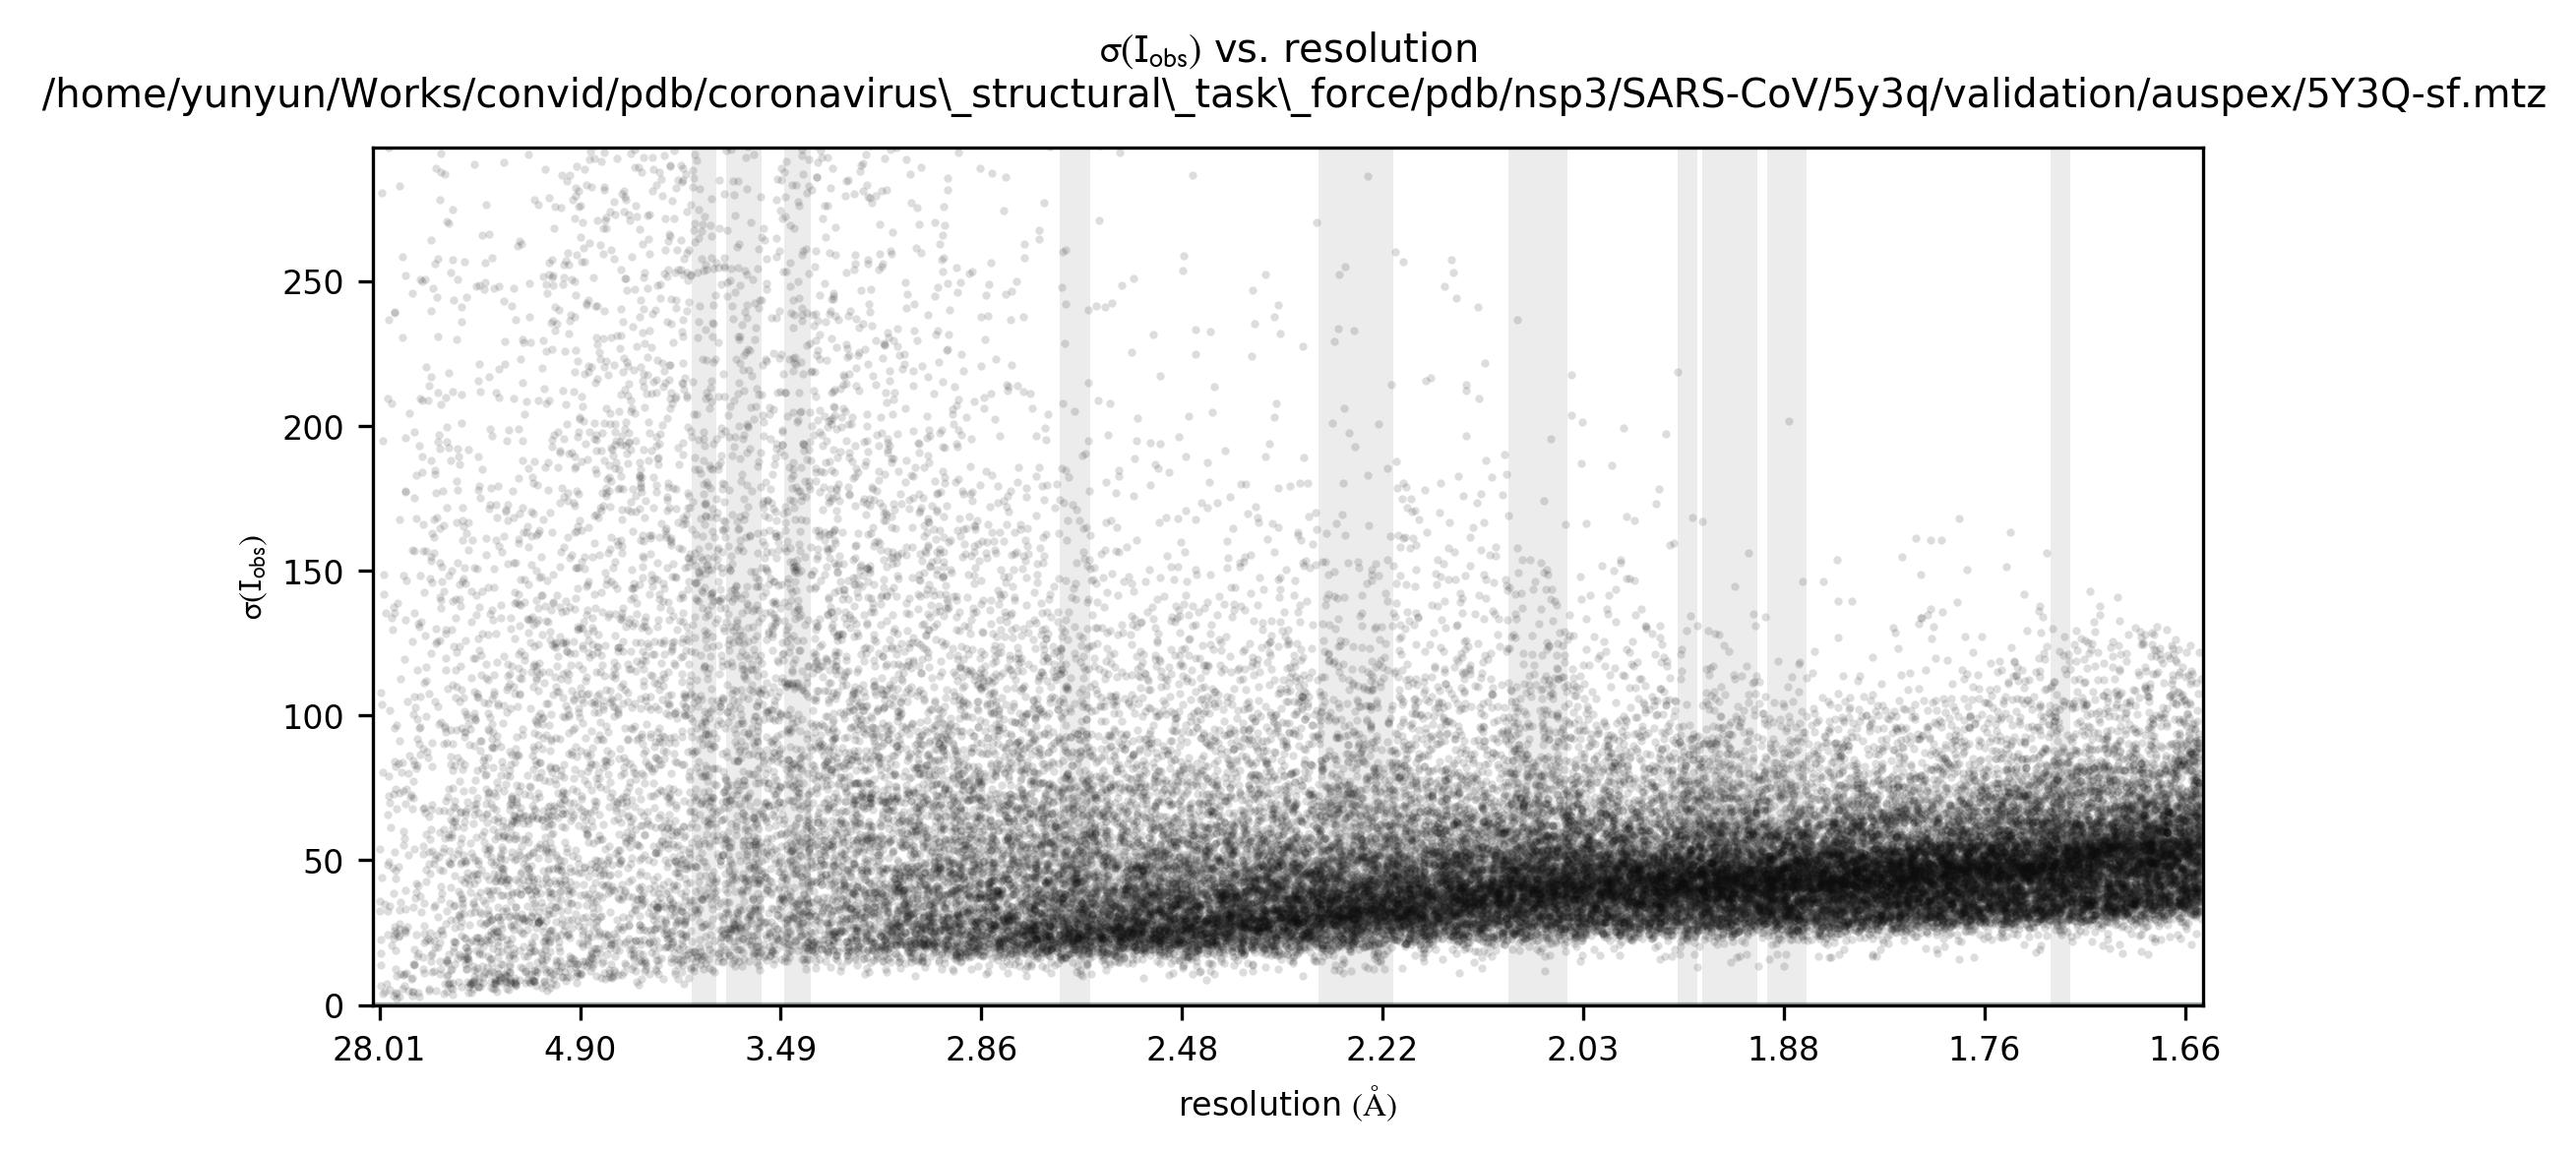 σ(Iobs) vs. resolution
/home/yunyun/Works/convid/pdb/coronavirus\_structural\_task\_force/pdb/nsp3/SARS-CoV/5y3q/validation/auspex/5Y3Q-sf.mtz
σ(Iobs)
250
200
150
100
50
0
28.01 4.90 3.49 2.86 2.48 2.22 2.03 1.88 1.76 1.66
resolution (Å)